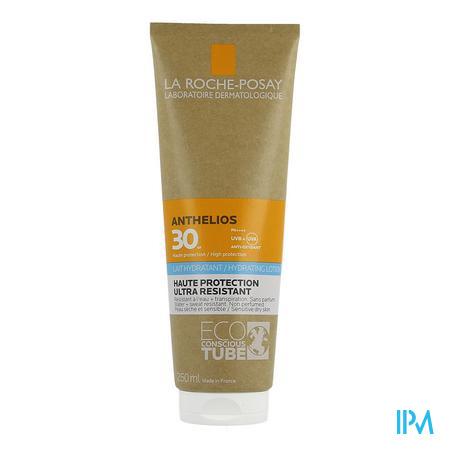 LA ROCHE-POSAY
LABORATOIRE DERMATOLOGIQUE
ANTHELIOS
30
UVB + UVA
ANTI-OXIDANT
Haute protection / High protection
LAIT HYDRATANT / HYDRATING LOTION
HAUTE PROTECTION
ULTRA RESISTANT
Résistant à l'eau + transpiration. Sans parfum
Water + sweat resistant. Non perfumed
Peau sèche et sensible / Sensitive dry skin
ECO
CONSCIOUS
TUBE
250 ml Made in France
IPM